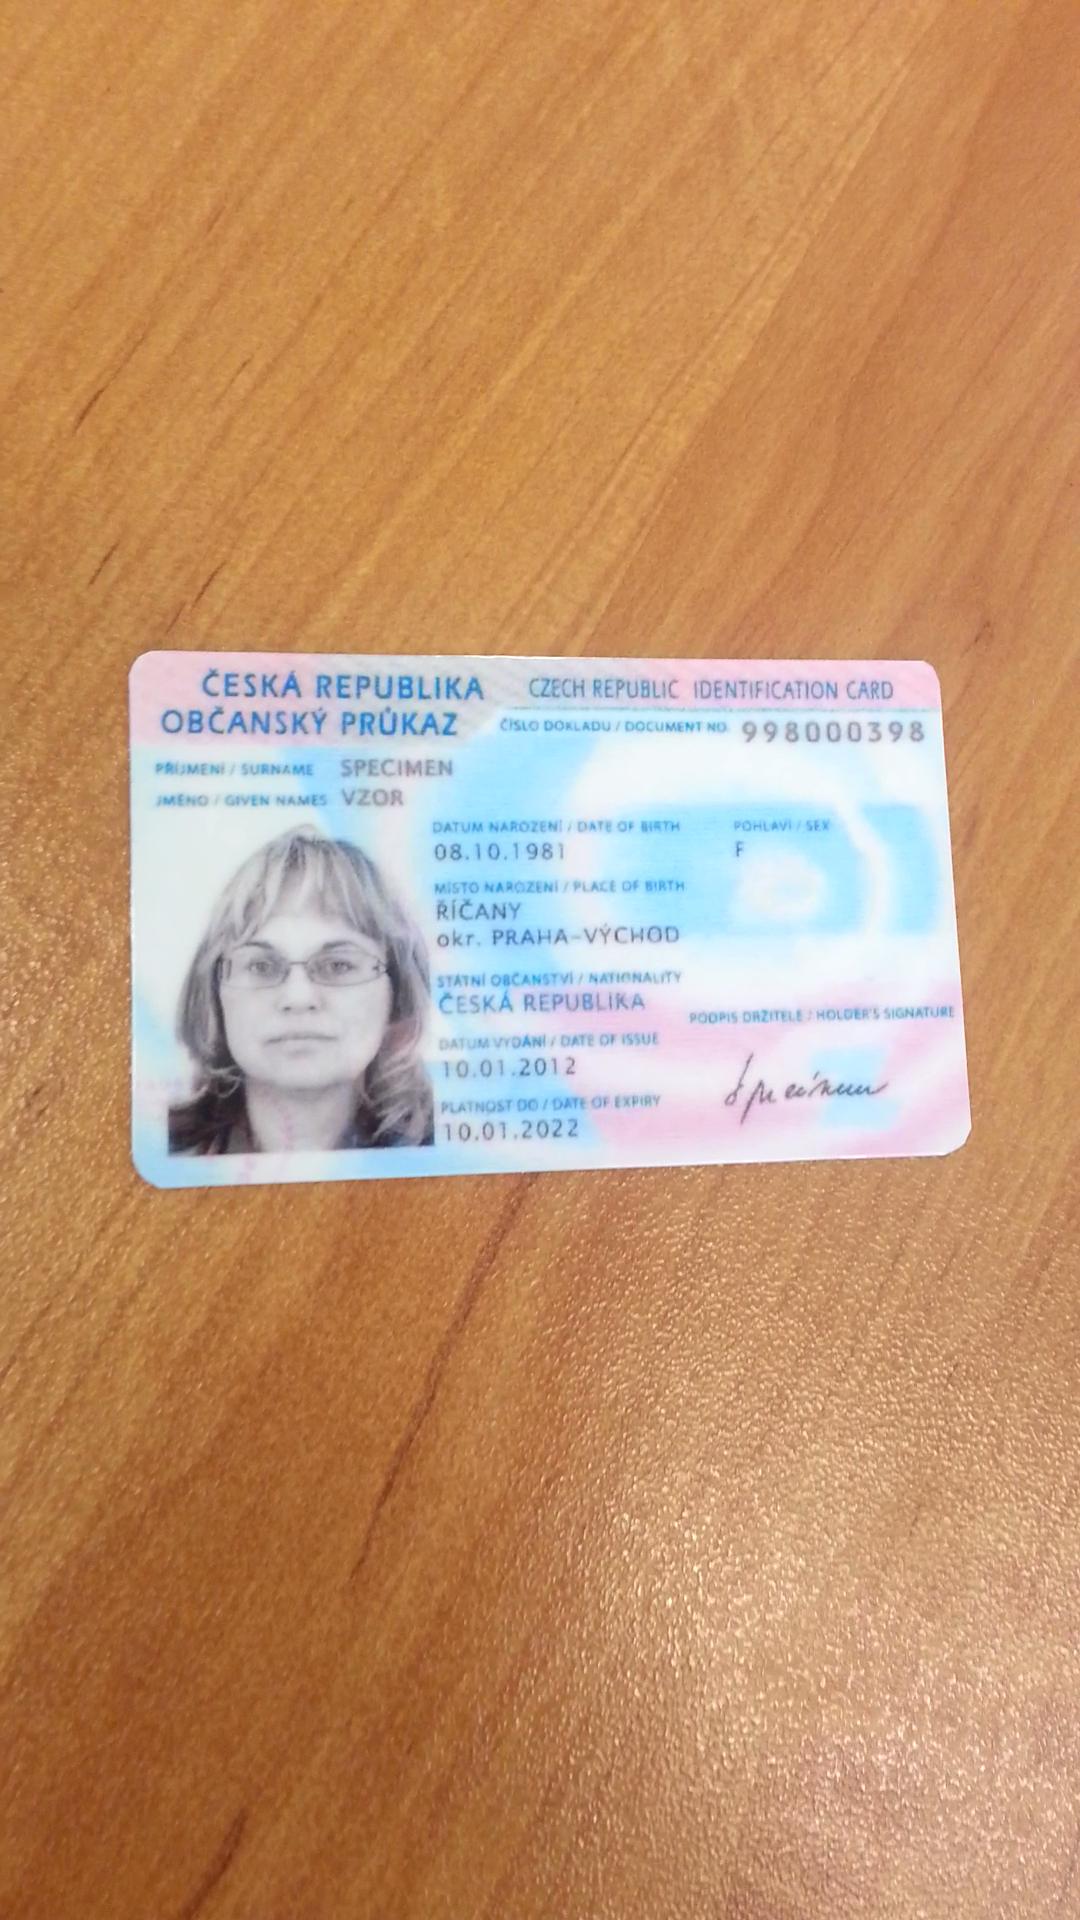 ČESKÁ REPUBLIKA CZECH REPUBLIC IDENTIFICATION CARD
OBČANSKÝ PRŮKAZ ČÍSLO DOKLADU / DOCUMENT NO. 998000398
PŘÍJMENÍ / SURNAME SPECIMEN
JMÉNO / GIVEN NAMES VZOR
DATUM NAROZENÍ / DATE OF BIRTH POHLAVÍ / SEX
08.10.1981 F
MÍSTO NAROZENÍ / PLACE OF BIRTH
ŘÍČANY
okr. PRAHA-VÝCHOD
STÁTNÍ OBČANSTVÍ / NATIONALITY
ČESKÁ REPUBLIKA
PODPIS DRŽITELE / HOLDER'S SIGNATURE
DATUM VYDÁNÍ / DATE OF ISSUE
10.01.2012
Specimen
PLATNOST DO / DATE OF EXPIRY
10.01.2022